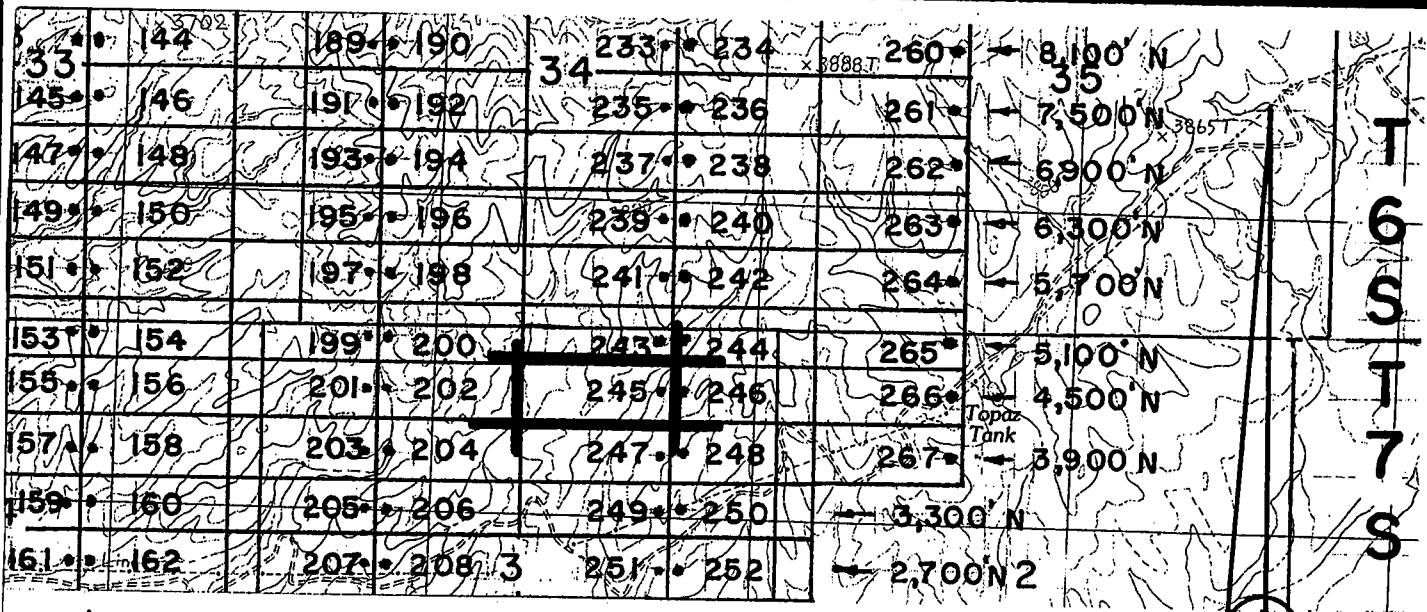 3702
144 189 190 233 234 260 8,100' N
33 34 3888T 35
145 146 191 192 235 236 261 7,500' N
3865T
147 148 193 194 237 238 262 6,900' N
149 150 195 196 239 240 263 6,300' N
151 152 197 198 241 242 264 5,700' N
153 154 199 200 243 244 265 5,100' N
155 156 201 202 245 246 266 4,500' N
Topaz
Tank
157 158 203 204 247 248 267 3,900' N
159 160 205 206 249 250 3,300' N
161 162 207 208 3 251 252 2,700' N 2
T
6
S
T
7
S